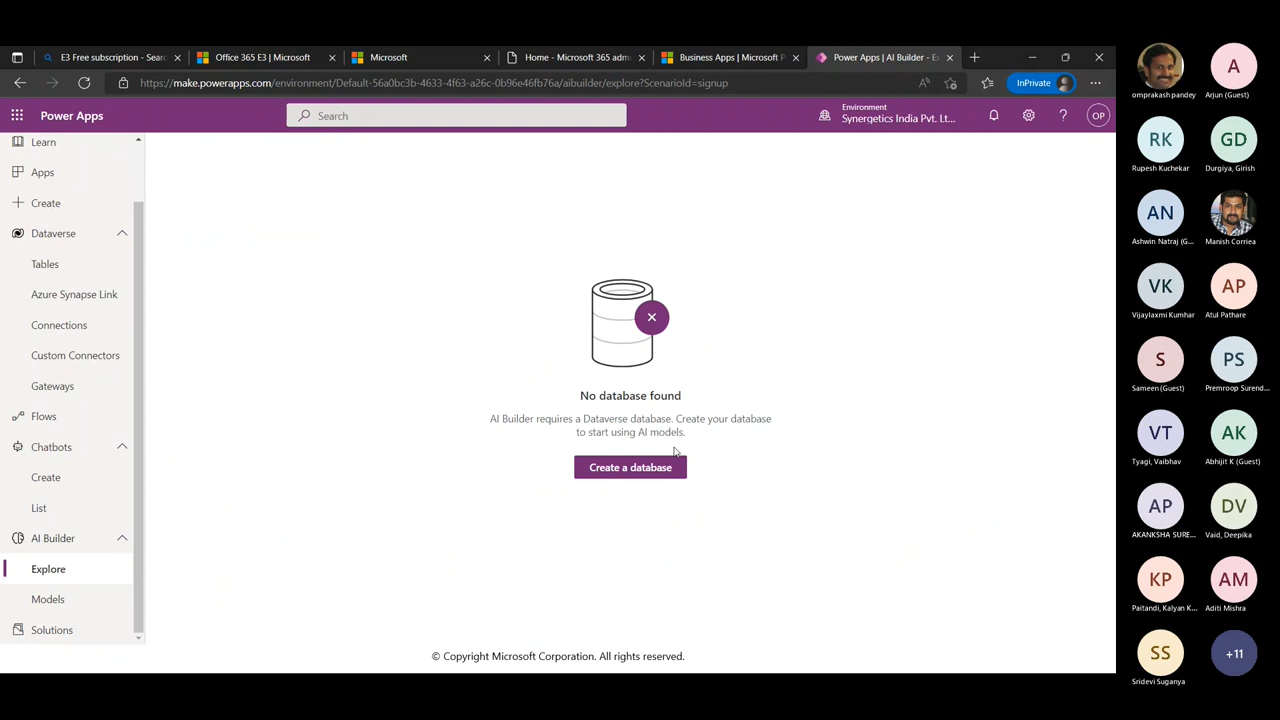 E3 Free subscription - Sear
Office 365 E3 | Microsoft
Microsoft
Home - Microsoft 365 adm
Business Apps | Microsoft P
Power Apps | AI Builder - E
https://make.powerapps.com/environment/Default-56a0bc3b-4633-4f63-a26c-0b96e46fb76a/aibuilder/explore?ScenarioId=signup
InPrivate
Power Apps
Search
Environment
Synergetics India Pvt. Lt...
OP
Learn
Apps
Create
Dataverse
Tables
Azure Synapse Link
Connections
Custom Connectors
Gateways
Flows
Chatbots
Create
List
AI Builder
Explore
Models
Solutions
No database found
AI Builder requires a Dataverse database. Create your database
to start using AI models.
Create a database
© Copyright Microsoft Corporation. All rights reserved.
omprakash pandey
A
Arjun (Guest)
RK
Rupesh Kuchekar
GD
Durgiya, Girish
AN
Ashwin Natraj (G...
Manish Corriea
VK
Vijaylaxmi Kumhar
AP
Atul Pathare
S
Sameen (Guest)
PS
Premroop Surend...
VT
Tyagi, Vaibhav
AK
Abhijit K (Guest)
AP
AKANKSHA SURE...
DV
Vaid, Deepika
KP
Paitandi, Kalyan K...
AM
Aditi Mishra
SS
Sridevi Suganya
+11